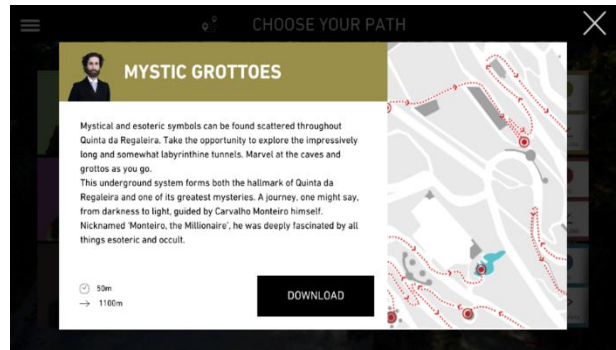 CHOOSE YOUR PATH
MYSTIC GROTTOES
Mystical and esoteric symbols can be found scattered throughout
Quinta da Regaleira. Take the opportunity to explore the impressively
long and somewhat labyrinthine tunnels. Marvel at the caves and
grottos as you go.
This underground system forms both the hallmark of Quinta da
Regaleira and one of its greatest mysteries. A journey, one might say,
from darkness to light, guided by Carvalho Monteiro himself.
Nicknamed 'Monteiro, the Millionaire', he was deeply fascinated by all
things esoteric and occult.
50m
1100m
DOWNLOAD